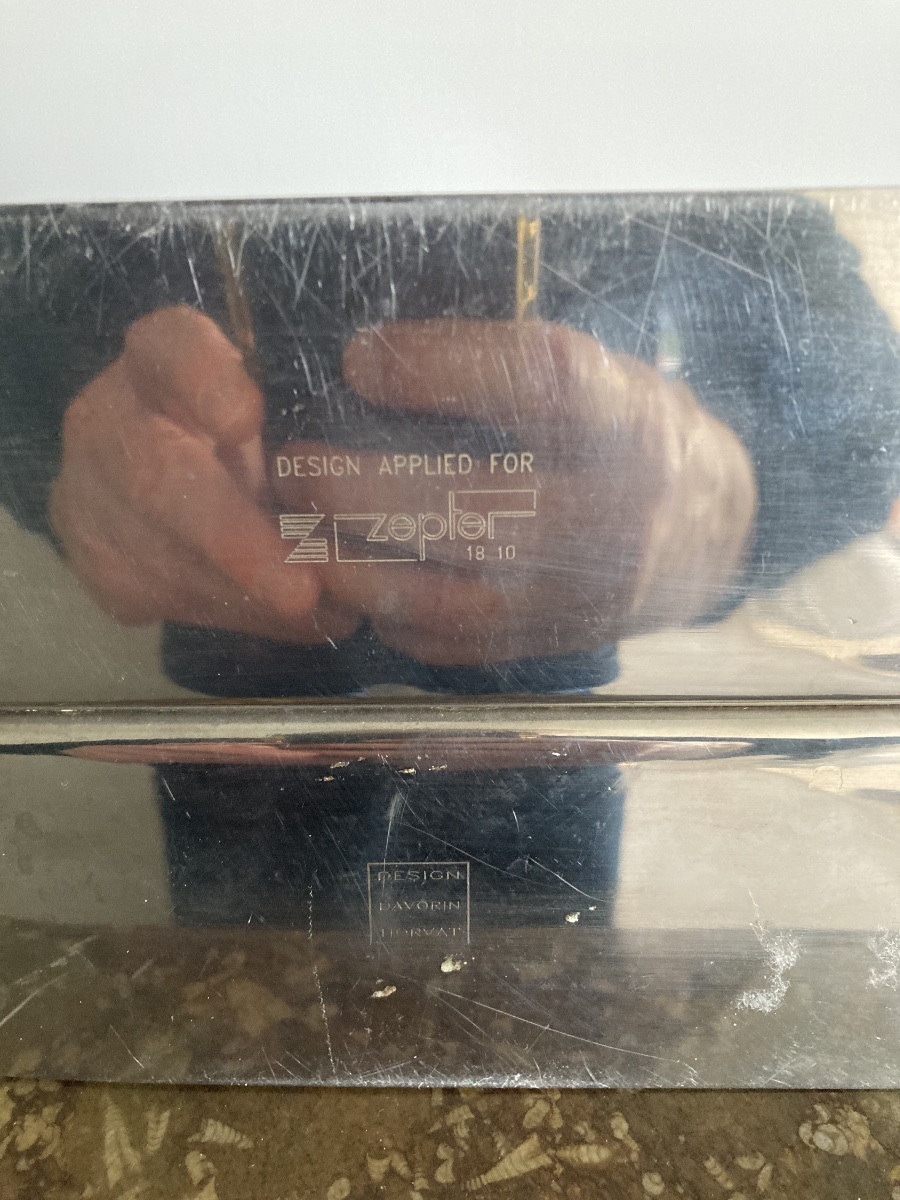 DESIGN APPLIED FOR
Z zepter
18 10
DESIGN
DAVORIN
HORVAT